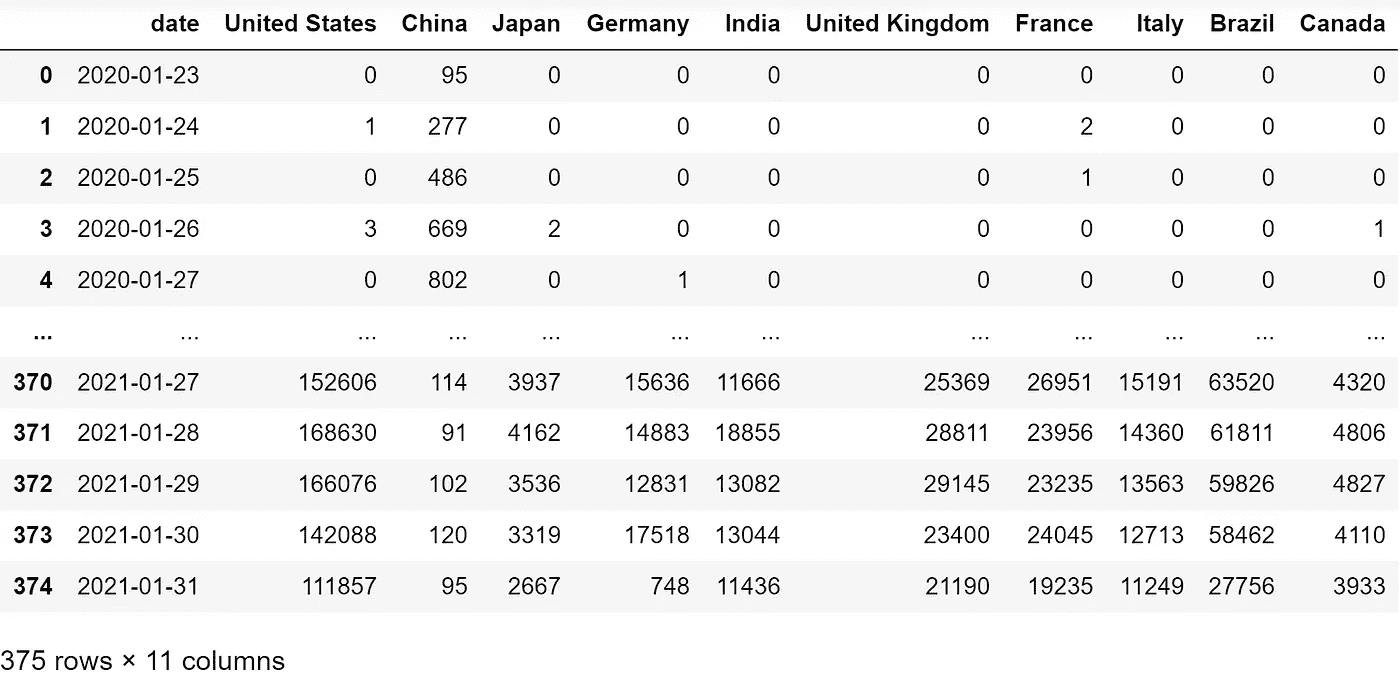 date United States China Japan Germany India United Kingdom France Italy Brazil Canada
0 2020-01-23 0 95 0 0 0 0 0 0 0 0
1 2020-01-24 1 277 0 0 0 0 2 0 0 0
2 2020-01-25 0 486 0 0 0 0 1 0 0 0
3 2020-01-26 3 669 2 0 0 0 0 0 0 1
4 2020-01-27 0 802 0 1 0 0 0 0 0 0
... ... ... ... ... ... ... ... ... ... ... ...
370 2021-01-27 152606 114 3937 15636 11666 25369 26951 15191 63520 4320
371 2021-01-28 168630 91 4162 14883 18855 28811 23956 14360 61811 4806
372 2021-01-29 166076 102 3536 12831 13082 29145 23235 13563 59826 4827
373 2021-01-30 142088 120 3319 17518 13044 23400 24045 12713 58462 4110
374 2021-01-31 111857 95 2667 748 11436 21190 19235 11249 27756 3933
375 rows × 11 columns